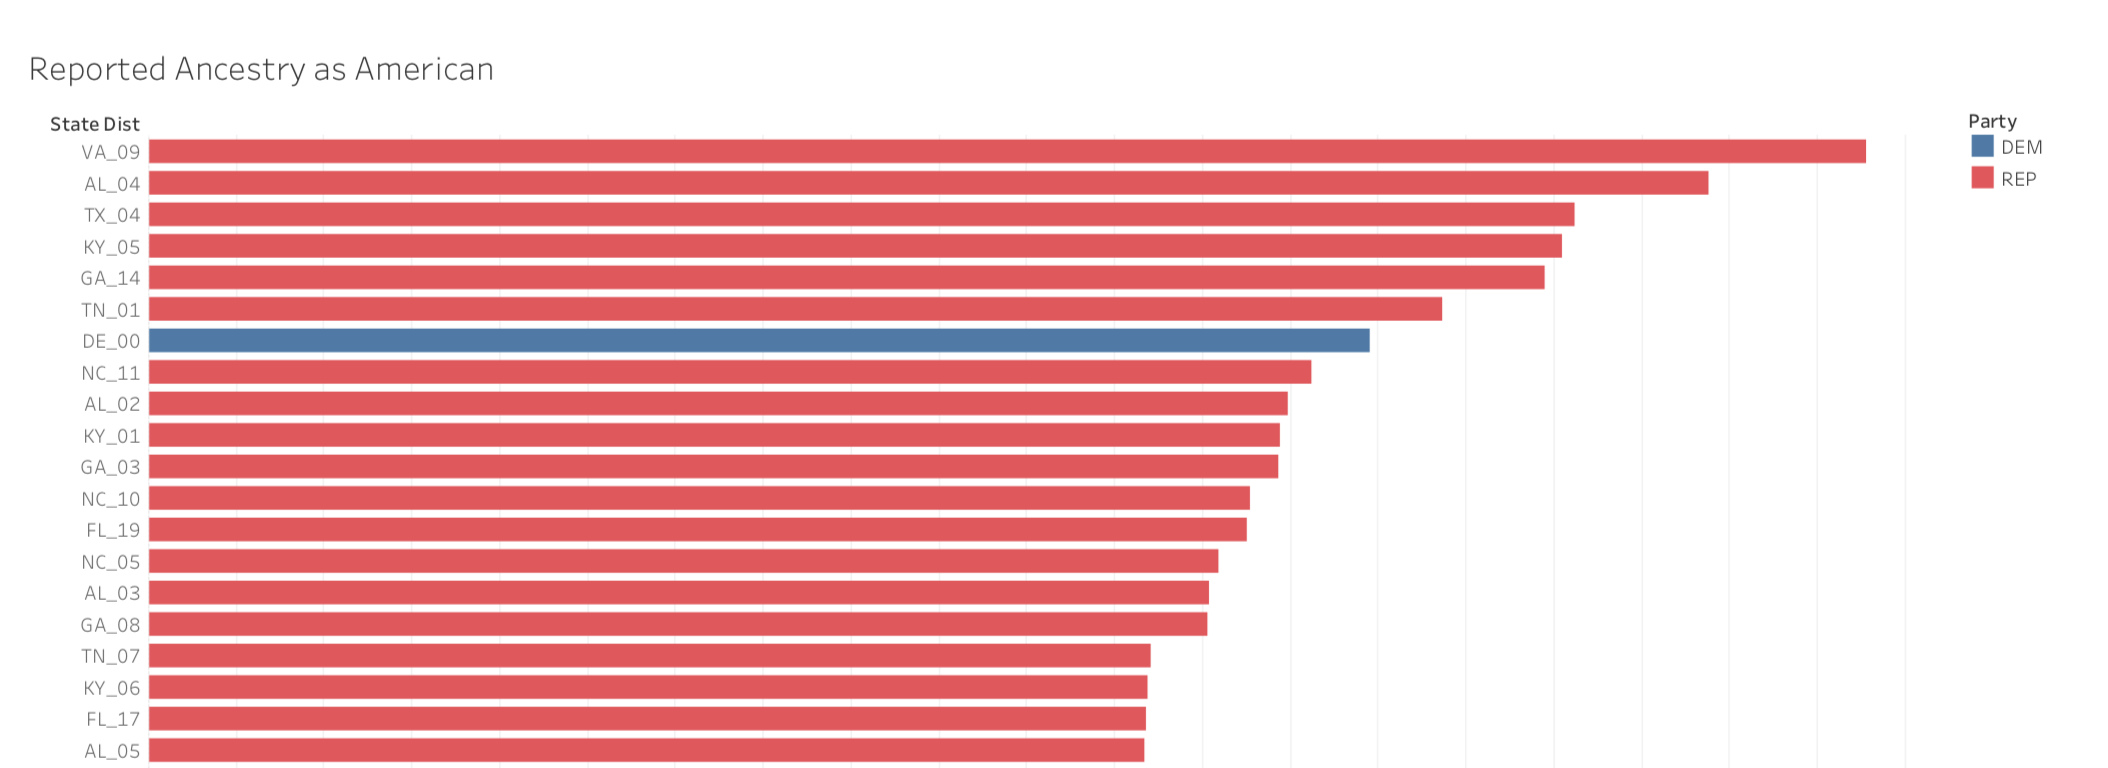 Reported Ancestry as American
State Dist
VA_09
AL_04
TX_04
KY_05
GA_14
TN_01
DE_00
NC_11
AL_02
KY_01
GA_03
NC_10
FL_19
NC_05
AL_03
GA_08
TN_07
KY_06
FL_17
AL_05
Party
DEM
REP